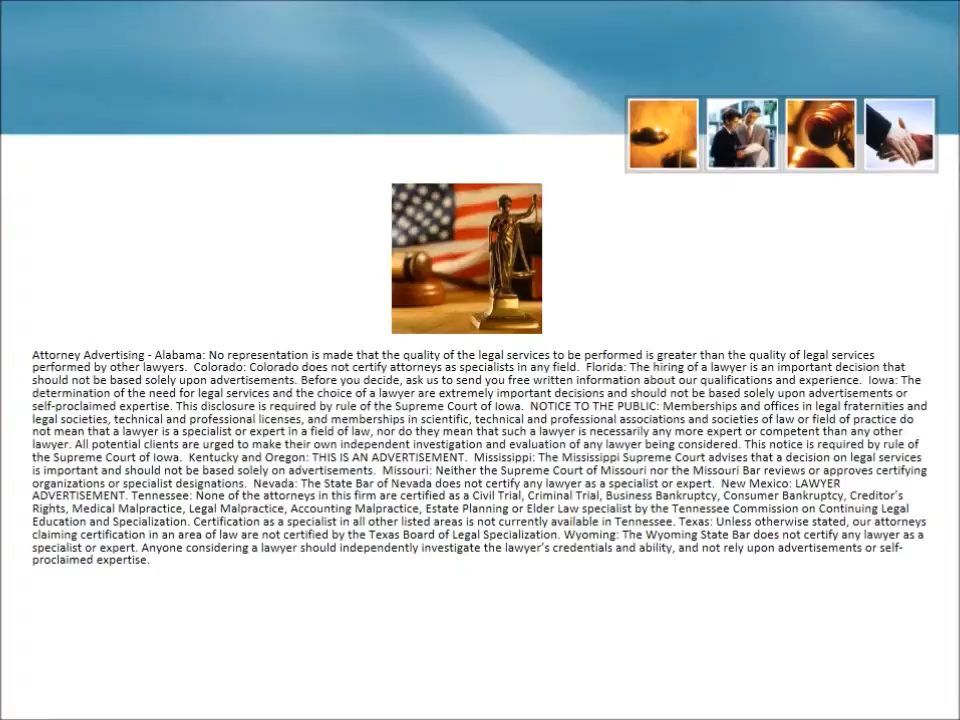 Attorney Advertising - Alabama: No representation is made that the quality of the legal services to be performed is greater than the quality of legal services
performed by other lawyers.  Colorado: Colorado does not certify attorneys as specialists in any field.  Florida: The hiring of a lawyer is an important decision that
should not be based solely upon advertisements. Before you decide, ask us to send you free written information about our qualifications and experience.  Iowa: The
determination of the need for legal services and the choice of a lawyer are extremely important decisions and should not be based solely upon advertisements or
self-proclaimed expertise. This disclosure is required by rule of the Supreme Court of Iowa.  NOTICE TO THE PUBLIC: Memberships and offices in legal fraternities and
legal societies, technical and professional licenses, and memberships in scientific, technical and professional associations and societies of law or field of practice do
not mean that a lawyer is a specialist or expert in a field of law, nor do they mean that such a lawyer is necessarily any more expert or competent than any other
lawyer. All potential clients are urged to make their own independent investigation and evaluation of any lawyer being considered. This notice is required by rule of
the Supreme Court of Iowa.  Kentucky and Oregon: THIS IS AN ADVERTISEMENT.  Mississippi: The Mississippi Supreme Court advises that a decision on legal services
is important and should not be based solely on advertisements.  Missouri: Neither the Supreme Court of Missouri nor the Missouri Bar reviews or approves certifying
organizations or specialist designations.  Nevada: The State Bar of Nevada does not certify any lawyer as a specialist or expert.  New Mexico: LAWYER
ADVERTISEMENT. Tennessee: None of the attorneys in this firm are certified as a Civil Trial, Criminal Trial, Business Bankruptcy, Consumer Bankruptcy, Creditor's
Rights, Medical Malpractice, Legal Malpractice, Accounting Malpractice, Estate Planning or Elder Law specialist by the Tennessee Commission on Continuing Legal
Education and Specialization. Certification as a specialist in all other listed areas is not currently available in Tennessee. Texas: Unless otherwise stated, our attorneys
claiming certification in an area of law are not certified by the Texas Board of Legal Specialization. Wyoming: The Wyoming State Bar does not certify any lawyer as a
specialist or expert. Anyone considering a lawyer should independently investigate the lawyer's credentials and ability, and not rely upon advertisements or self-
proclaimed expertise.